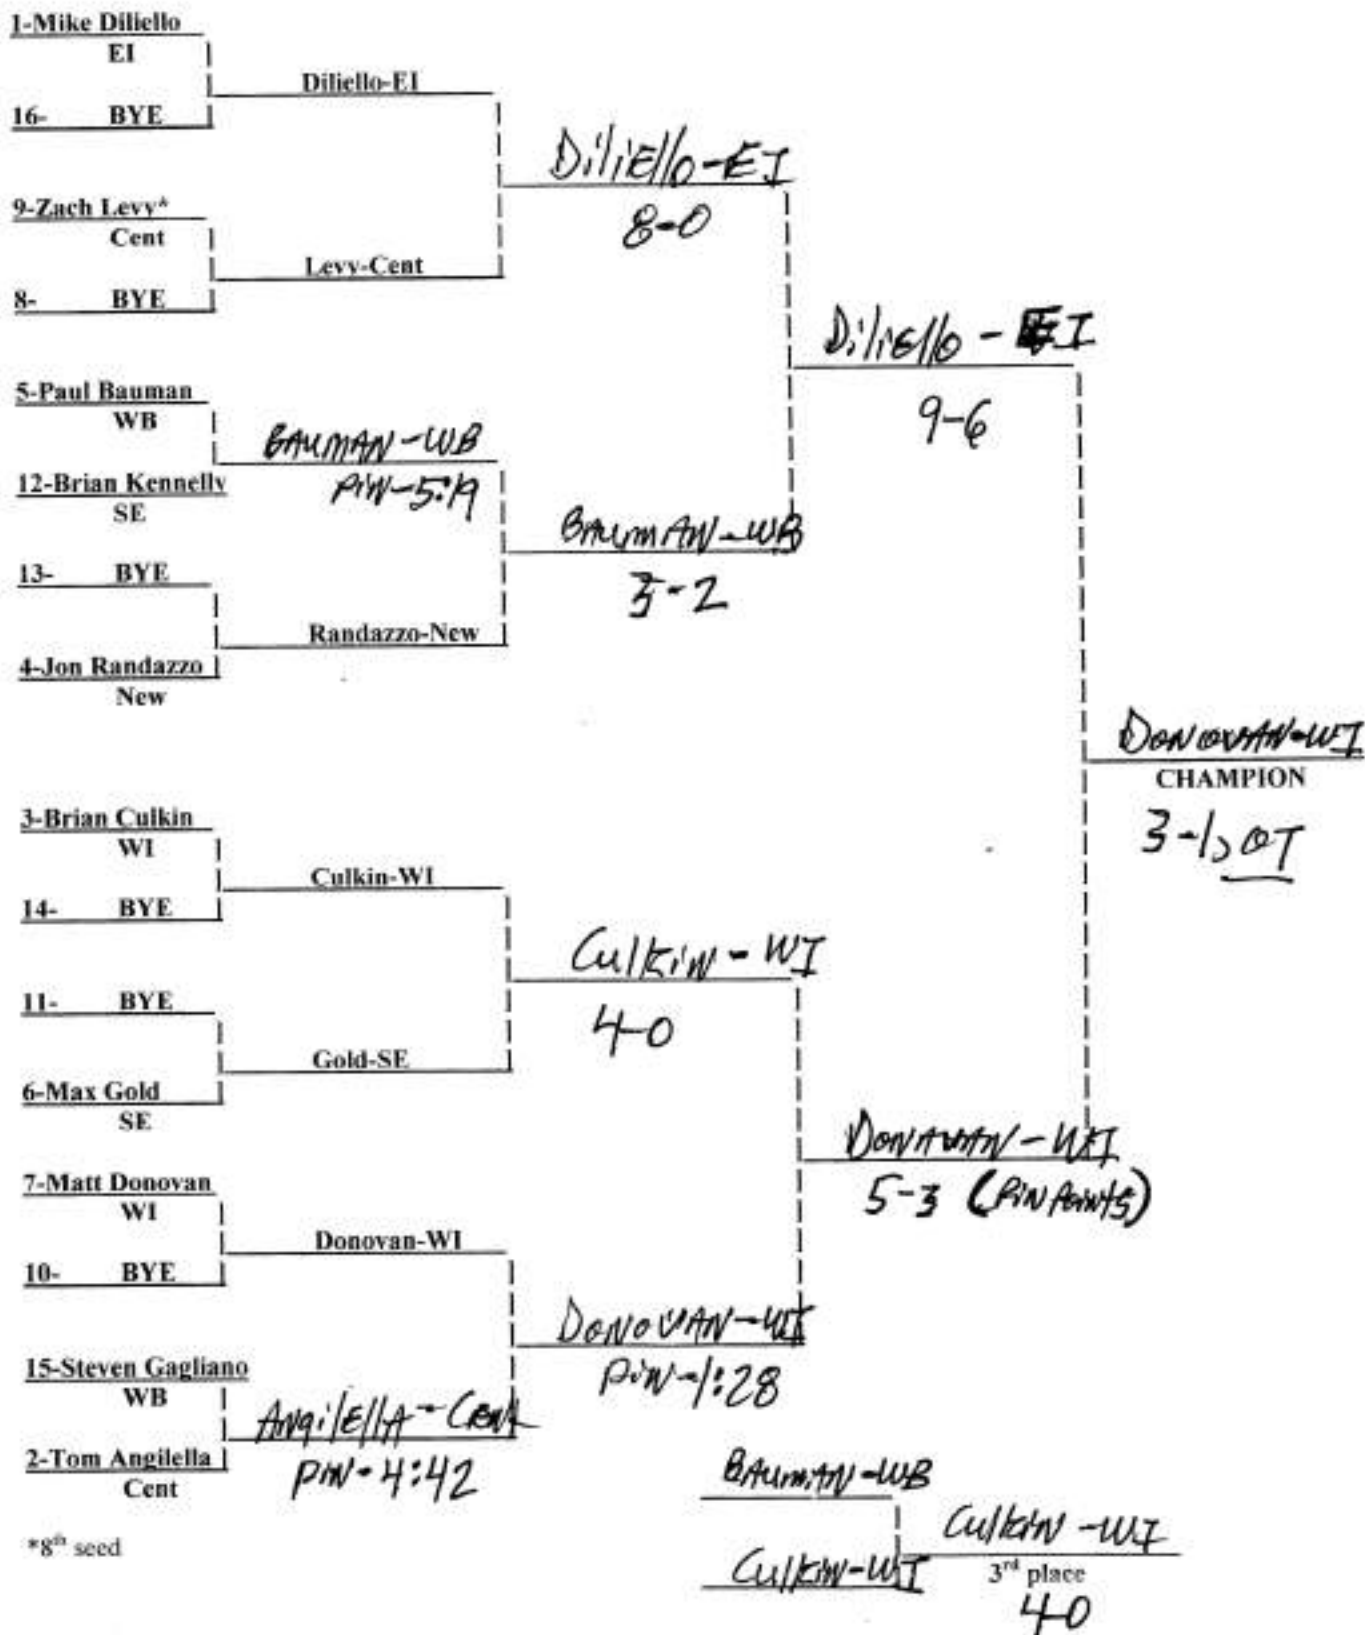 1-Mike Diliello
EI
Diliello-EI
16- BYE
Diliello-EI
8-0
9-Zach Levy*
Cent
Levy-Cent
8- BYE
Diliello - EI
9-6
5-Paul Bauman
WB
BAUMAN-WB
PIN-5:19
12-Brian Kennelly
SE
BAUMAN-WB
3-2
13- BYE
Randazzo-New
4-Jon Randazzo
New
DONOVAN-WI
CHAMPION
3-1, OT
3-Brian Culkin
WI
Culkin-WI
14- BYE
Culkin - WI
4-0
11- BYE
Gold-SE
6-Max Gold
SE
DONAVAN-WI
5-3 (PIN POINTS)
7-Matt Donovan
WI
Donovan-WI
10- BYE
DONOVAN-WI
PIN-1:28
15-Steven Gagliano
WB
Angilella-Cent
PIN-4:42
2-Tom Angilella
Cent
BAUMAN-WB
Culkin-WI
Culkin-WI
3rd place
4-0
*8th seed